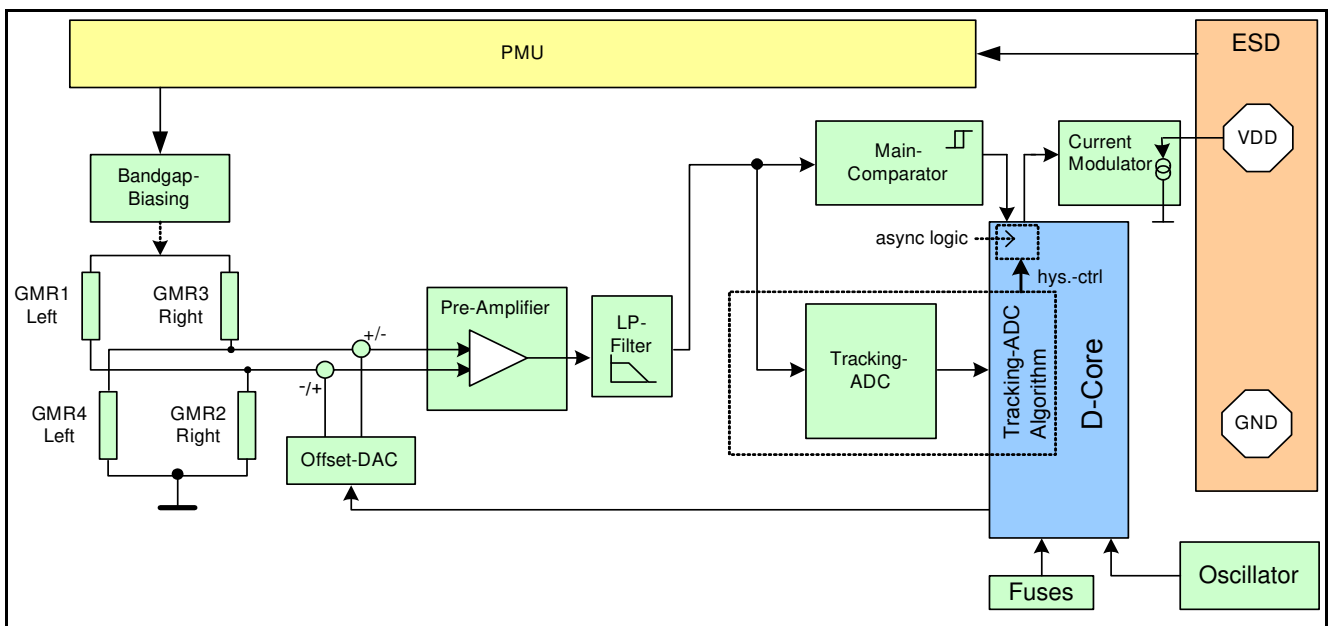 PMU
ESD
VDD
GND
Bandgap-
Biasing
GMR1
Left
GMR3
Right
GMR4
Left
GMR2
Right
+/-
-/+
Offset-DAC
Pre-Amplifier
LP-
Filter
Main-
Comparator
Current
Modulator
async logic
hys.-ctrl
Tracking-
ADC
Tracking-ADC
Algorithm
D-Core
Fuses
Oscillator